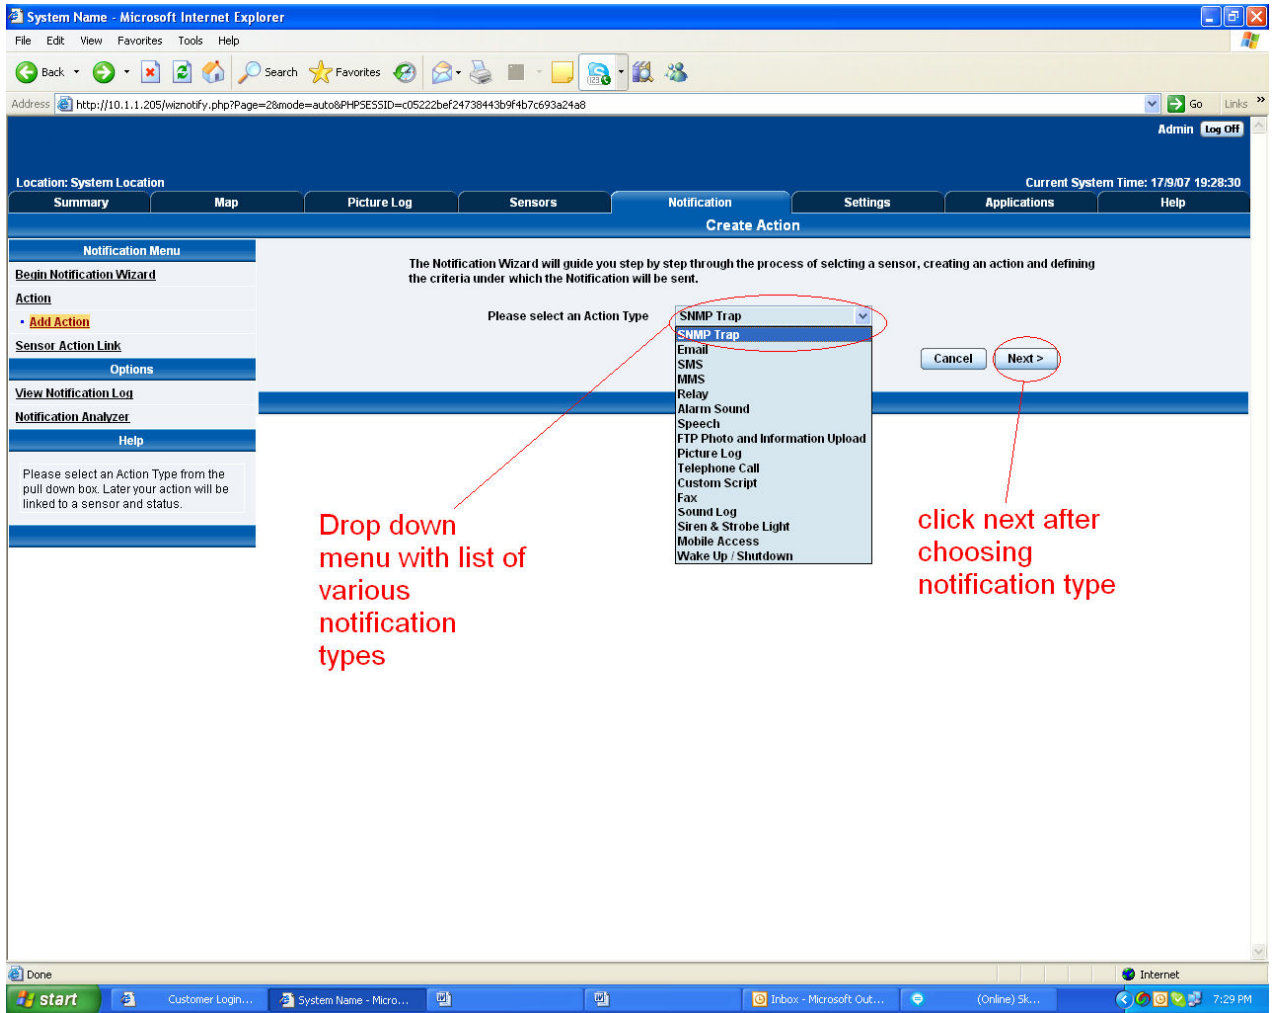 System Name - Microsoft Internet Explorer
File Edit View Favorites Tools Help
Back Search Favorites
Address http://10.1.1.205/wiznotify.php?Page=2&mode=auto&PHPSESSID=c05222bef24738443b9f4b7c693a24a8 Go Links »
Admin Log Off
Location: System Location Current System Time: 17/9/07 19:28:30
Summary Map Picture Log Sensors Notification Settings Applications Help
Create Action
Notification Menu
Begin Notification Wizard
Action
Add Action
Sensor Action Link
Options
View Notification Log
Notification Analyzer
Help
Please select an Action Type from the
pull down box. Later your action will be
linked to a sensor and status.
The Notification Wizard will guide you step by step through the process of selcting a sensor, creating an action and defining
the criteria under which the Notification will be sent.
Please select an Action Type SNMP Trap
SNMP Trap
Email
SMS
MMS
Relay
Alarm Sound
Speech
FTP Photo and Information Upload
Picture Log
Telephone Call
Custom Script
Fax
Sound Log
Siren & Strobe Light
Mobile Access
Wake Up / Shutdown
Cancel Next >
Drop down
menu with list of
various
notification
types
click next after
choosing
notification type
Done Internet
start Customer Login... System Name - Micro... Inbox - Microsoft Out... (Online) Sk... 7:29 PM